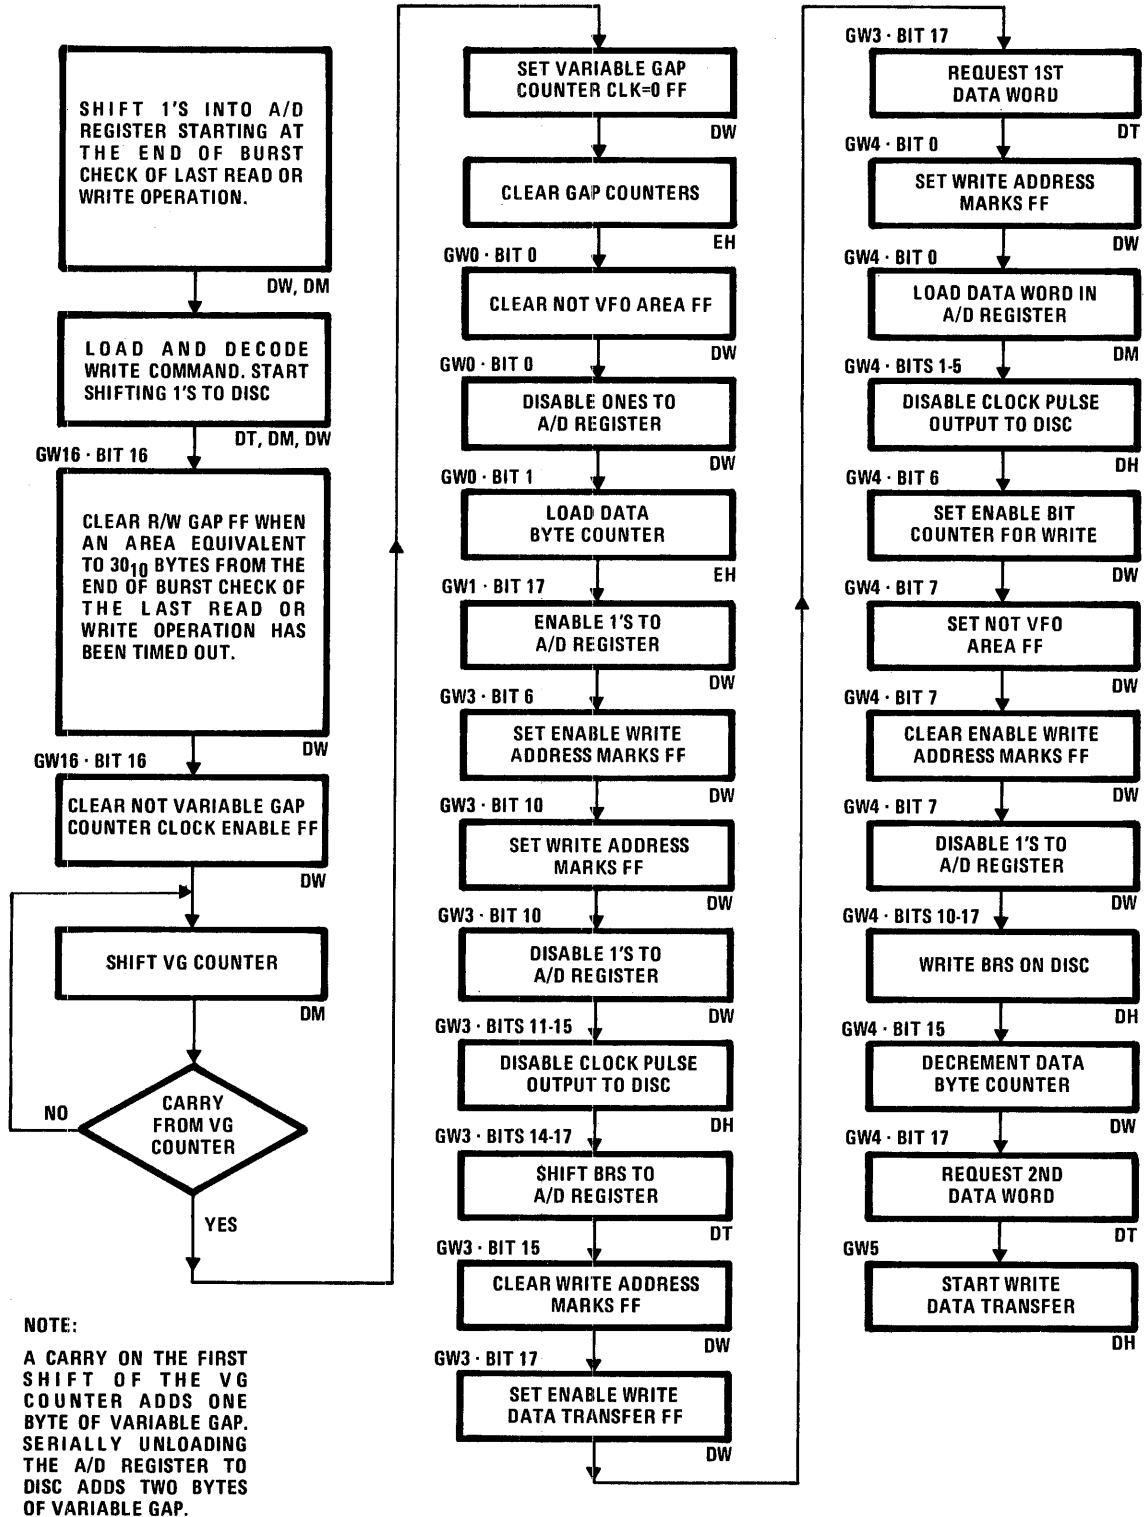 SHIFT 1'S INTO A/D
REGISTER STARTING AT
THE END OF BURST
CHECK OF LAST READ OR
WRITE OPERATION.
DW, DM
LOAD AND DECODE
WRITE COMMAND. START
SHIFTING 1'S TO DISC
DT, DM, DW
GW16 · BIT 16
CLEAR R/W GAP FF WHEN
AN AREA EQUIVALENT
TO 30₁₀ BYTES FROM THE
END OF BURST CHECK OF
THE LAST READ OR
WRITE OPERATION HAS
BEEN TIMED OUT.
DW
GW16 · BIT 16
CLEAR NOT VARIABLE GAP
COUNTER CLOCK ENABLE FF
DW
SHIFT VG COUNTER
DM
CARRY
FROM VG
COUNTER
NO
YES
NOTE:
A CARRY ON THE FIRST
SHIFT OF THE VG
COUNTER ADDS ONE
BYTE OF VARIABLE GAP.
SERIALLY UNLOADING
THE A/D REGISTER TO
DISC ADDS TWO BYTES
OF VARIABLE GAP.
SET VARIABLE GAP
COUNTER CLK=0 FF
DW
CLEAR GAP COUNTERS
EH
GW0 · BIT 0
CLEAR NOT VFO AREA FF
DW
GW0 · BIT 0
DISABLE ONES TO
A/D REGISTER
DW
GW0 · BIT 1
LOAD DATA
BYTE COUNTER
EH
GW1 · BIT 17
ENABLE 1'S TO
A/D REGISTER
DW
GW3 · BIT 6
SET ENABLE WRITE
ADDRESS MARKS FF
DW
GW3 · BIT 10
SET WRITE ADDRESS
MARKS FF
DW
GW3 · BIT 10
DISABLE 1'S TO
A/D REGISTER
DW
GW3 · BITS 11-15
DISABLE CLOCK PULSE
OUTPUT TO DISC
DH
GW3 · BITS 14-17
SHIFT BRS TO
A/D REGISTER
DT
GW3 · BIT 15
CLEAR WRITE ADDRESS
MARKS FF
DW
GW3 · BIT 17
SET ENABLE WRITE
DATA TRANSFER FF
DW
GW3 · BIT 17
REQUEST 1ST
DATA WORD
DT
GW4 · BIT 0
SET WRITE ADDRESS
MARKS FF
DW
GW4 · BIT 0
LOAD DATA WORD IN
A/D REGISTER
DM
GW4 · BITS 1-5
DISABLE CLOCK PULSE
OUTPUT TO DISC
DH
GW4 · BIT 6
SET ENABLE BIT
COUNTER FOR WRITE
DW
GW4 · BIT 7
SET NOT VFO
AREA FF
DW
GW4 · BIT 7
CLEAR ENABLE WRITE
ADDRESS MARKS FF
DW
GW4 · BIT 7
DISABLE 1'S TO
A/D REGISTER
DW
GW4 · BITS 10-17
WRITE BRS ON DISC
DH
GW4 · BIT 15
DECREMENT DATA
BYTE COUNTER
DW
GW4 · BIT 17
REQUEST 2ND
DATA WORD
DT
GW5
START WRITE
DATA TRANSFER
DH